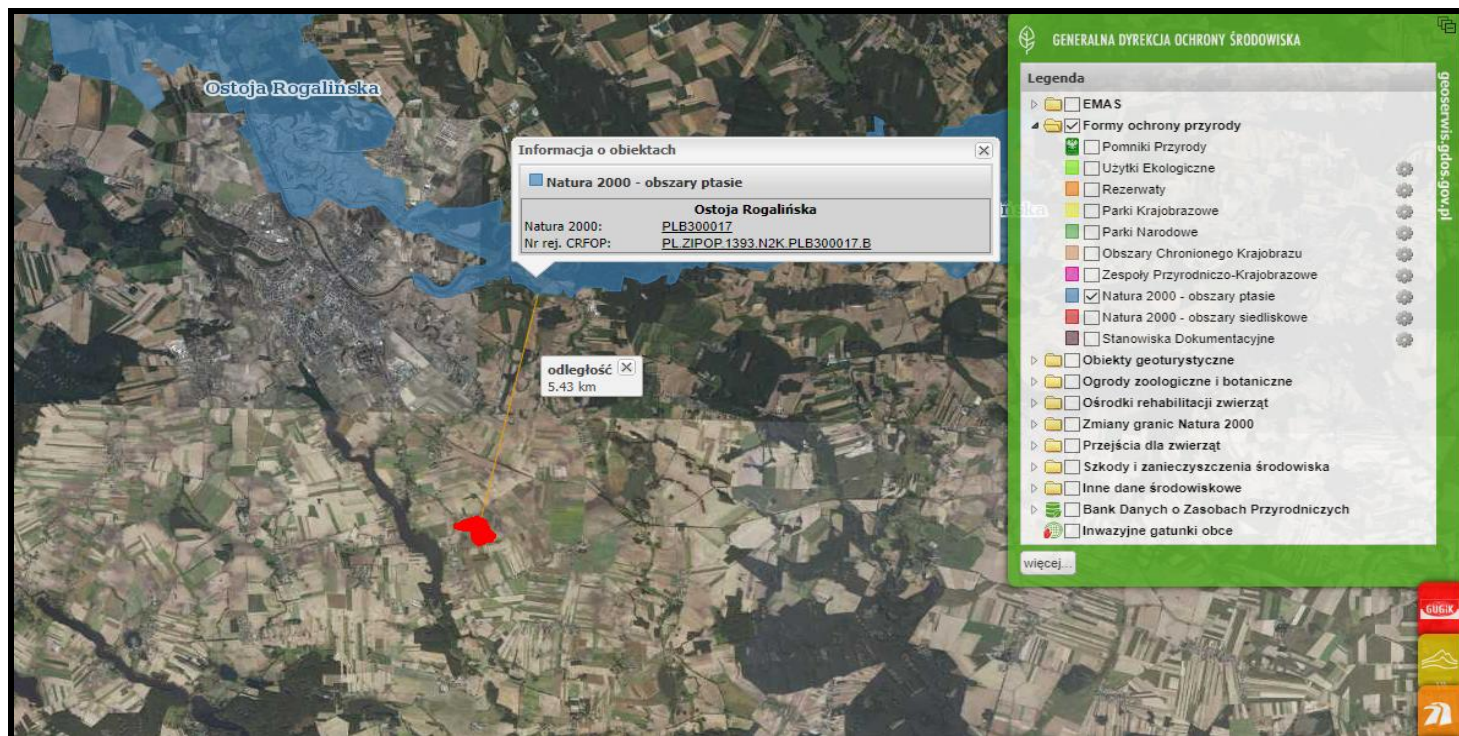 Ostoja Rogalińska
Informacja o obiektach
Natura 2000 - obszary ptasie
Ostoja Rogalińska
Natura 2000: PLB300017
Nr rej. CRFOP: PL.ZIPOP.1393.N2K.PLB300017.B
odległość
5.43 km
GENERALNA DYREKCJA OCHRONY ŚRODOWISKA
geoserwis.gdos.gov.pl
Legenda
EMAS
Formy ochrony przyrody
Pomniki Przyrody
Użytki Ekologiczne
Rezerwaty
Parki Krajobrazowe
Parki Narodowe
Obszary Chronionego Krajobrazu
Zespoły Przyrodniczo-Krajobrazowe
Natura 2000 - obszary ptasie
Natura 2000 - obszary siedliskowe
Stanowiska Dokumentacyjne
Obiekty geoturystyczne
Ogrody zoologiczne i botaniczne
Ośrodki rehabilitacji zwierząt
Zmiany granic Natura 2000
Przejścia dla zwierząt
Szkody i zanieczyszczenia środowiska
Inne dane środowiskowe
Bank Danych o Zasobach Przyrodniczych
Inwazyjne gatunki obce
więcej...
GUGiK